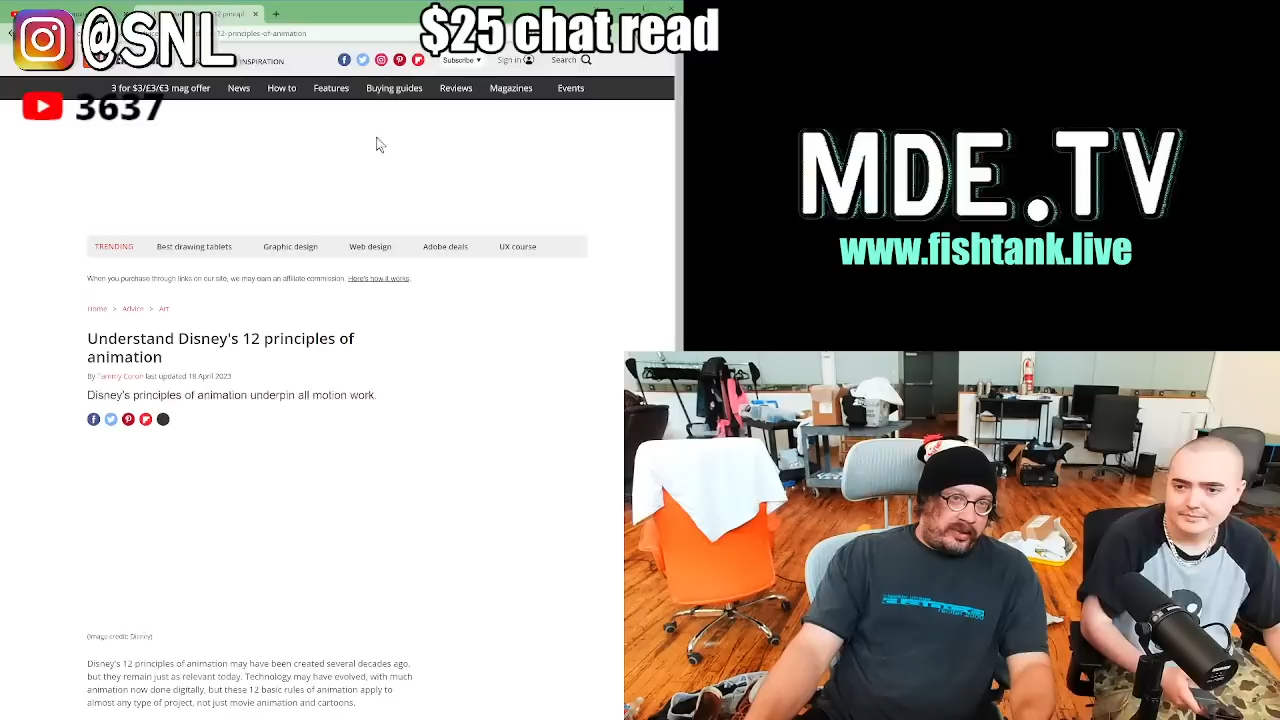 @SNL
$25 chat read
12-principles-of-animation
INSPIRATION
Subscribe ▾
Sign in
Search
3 for $3/£3/€3 mag offer
News
How to
Features
Buying guides
Reviews
Magazines
Events
3637
MDE.TV
www.fishtank.live
TRENDING
Best drawing tablets
Graphic design
Web design
Adobe deals
UX course
When you purchase through links on our site, we may earn an affiliate commission. Here's how it works.
Home > Advice > Art
Understand Disney's 12 principles of
animation
By Tammy Coron last updated 18 April 2023
Disney's principles of animation underpin all motion work.
(Image credit: Disney)
Disney's 12 principles of animation may have been created several decades ago,
but they remain just as relevant today. Technology may have evolved, with much
animation now done digitally, but these 12 basic rules of animation apply to
almost any type of project, not just movie animation and cartoons.